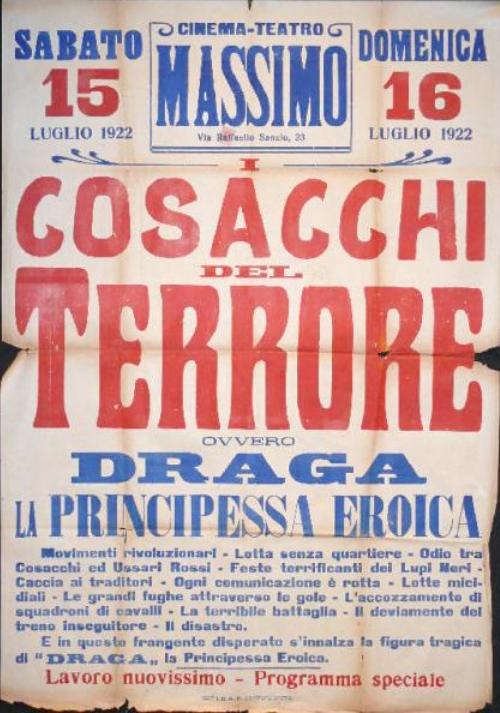 SABATO
15
LUGLIO 1922
CINEMA-TEATRO
MASSIMO
Via Raffaello Sanzio, 23
DOMENICA
16
LUGLIO 1922
I
COSACCHI
DEL
TERRORE
OVVERO
DRAGA
LA PRINCIPESSA EROICA
Movimenti rivoluzionari - Lotta senza quartiere - Odio tra
Cosacchi ed Ussari Rossi - Feste terrificanti dei Lupi Neri -
Caccia ai traditori - Ogni comunicazione è rotta - Lotte mici-
diali - Le grandi fughe attraverso le gole - L'accozzamento di
squadroni di cavalli - La terribile battaglia - Il deviamento del
treno inseguitore - Il disastro.
E in questo frangente disperato s'innalza la figura tragica
di "DRAGA„ la Principessa Eroica.
Lavoro nuovissimo - Programma speciale